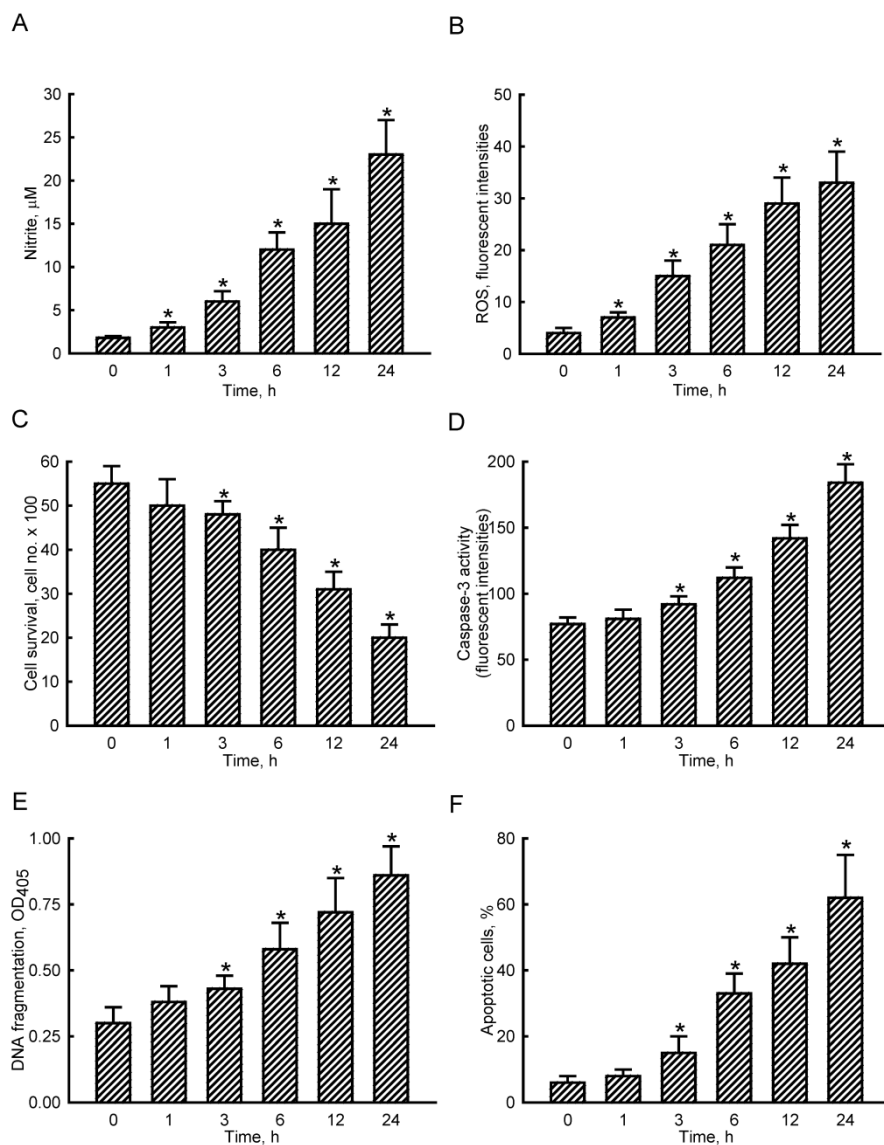 A
Nitrite, μM
30
25
20
15
10
5
0
* * * * *
0 1 3 6 12 24
Time, h
B
ROS, fluorescent intensities
50
40
30
20
10
0
* * * * *
0 1 3 6 12 24
Time, h
C
Cell survival, cell no. x 100
60
50
40
30
20
10
0
* * * *
0 1 3 6 12 24
Time, h
D
Caspase-3 activity
(fluorescent intensities)
200
150
100
50
0
* * * *
0 1 3 6 12 24
Time, h
E
DNA fragmentation, OD405
1.00
0.75
0.50
0.25
0.00
* * * *
0 1 3 6 12 24
Time, h
F
Apoptotic cells, %
80
60
40
20
0
* * * *
0 1 3 6 12 24
Time, h